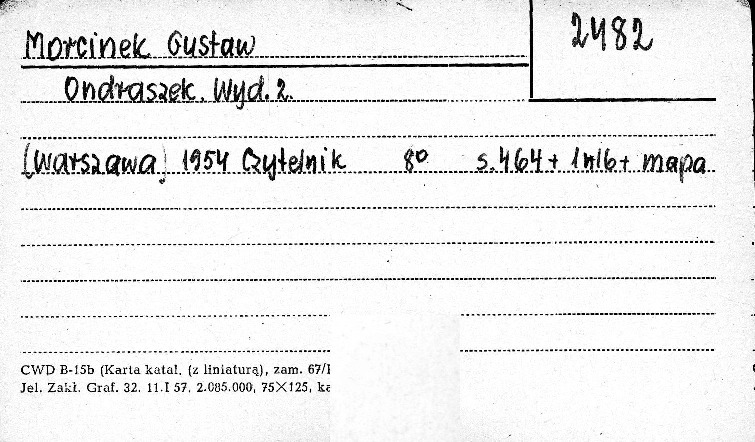 2482
Morcinek Gustaw
Ondraszek. Wyd. 2.
[Warszawa] 1954 Czytelnik 8° s. 464 + 1 nlb + mapa
CWD B-15b (Karta katal. (z liniaturą), zam. 67/
Jel. Zakł. Graf. 32. 11.I 57. 2.085.000, 75×125,